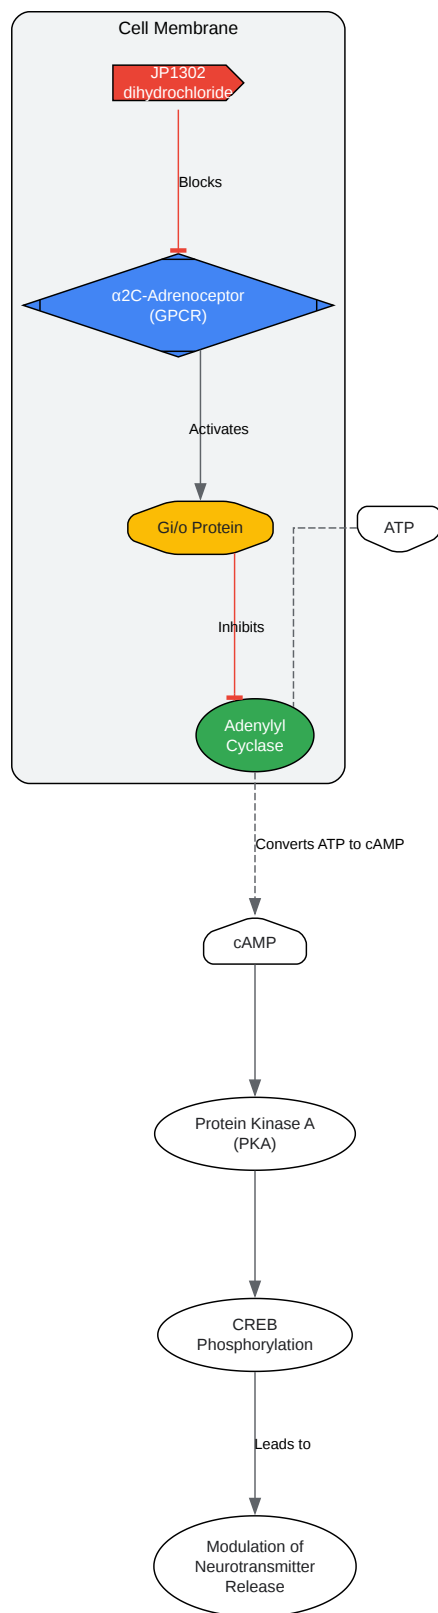 Cell Membrane
JP1302
dihydrochloride
Blocks
α2C-Adrenoceptor
(GPCR)
Activates
Gi/o Protein
ATP
Inhibits
Adenylyl
Cyclase
Converts ATP to cAMP
cAMP
Protein Kinase A
(PKA)
CREB
Phosphorylation
Leads to
Modulation of
Neurotransmitter
Release